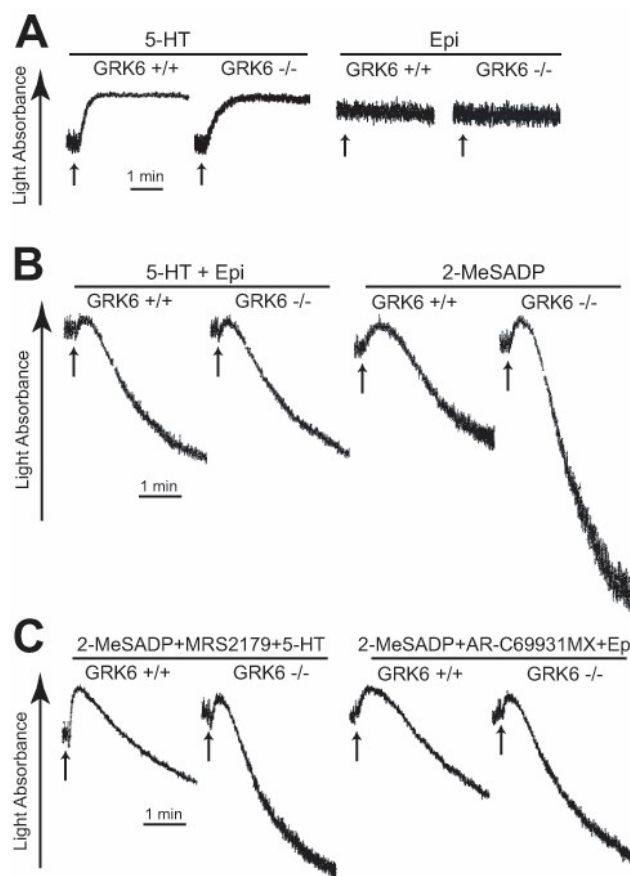 A
5-HT Epi
GRK6 +/+ GRK6 -/- GRK6 +/+ GRK6 -/-
Light Absorbance
1 min
B
5-HT + Epi 2-MeSADP
GRK6 +/+ GRK6 -/- GRK6 +/+ GRK6 -/-
Light Absorbance
1 min
C
2-MeSADP+MRS2179+5-HT 2-MeSADP+AR-C69931MX+Ep
GRK6 +/+ GRK6 -/- GRK6 +/+ GRK6 -/-
Light Absorbance
1 min